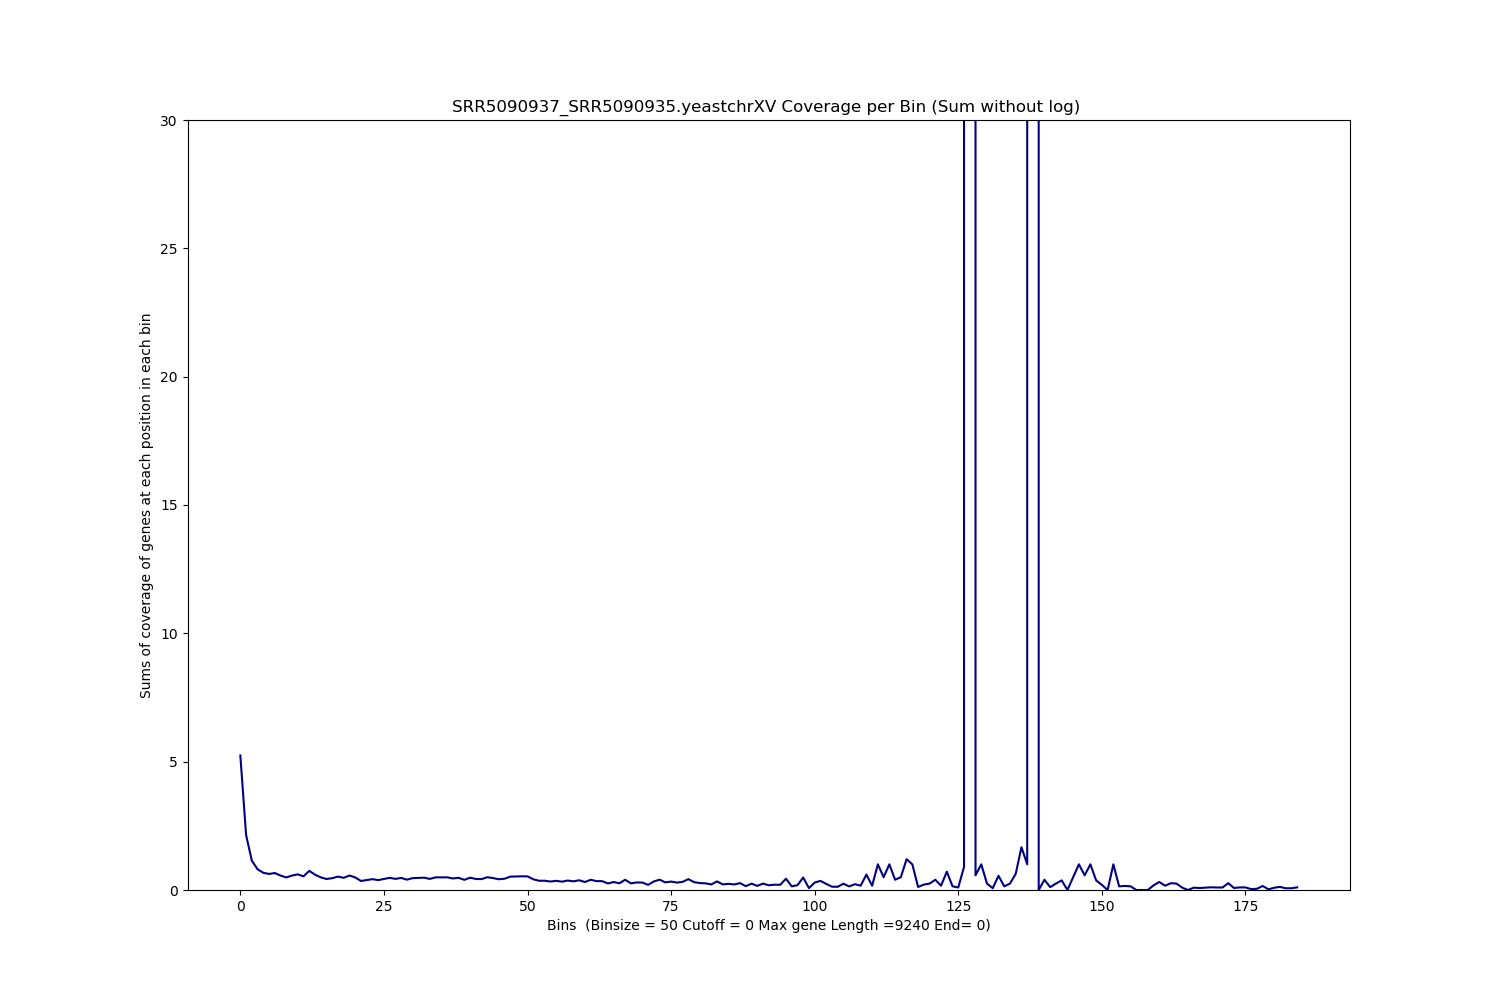 SRR5090937_SRR5090935.yeastchrXV Coverage per Bin (Sum without log)
30
25
20
15
10
5
0
Sums of coverage of genes at each position in each bin
0 25 50 75 100 125 150 175
Bins  (Binsize = 50 Cutoff = 0 Max gene Length =9240 End= 0)